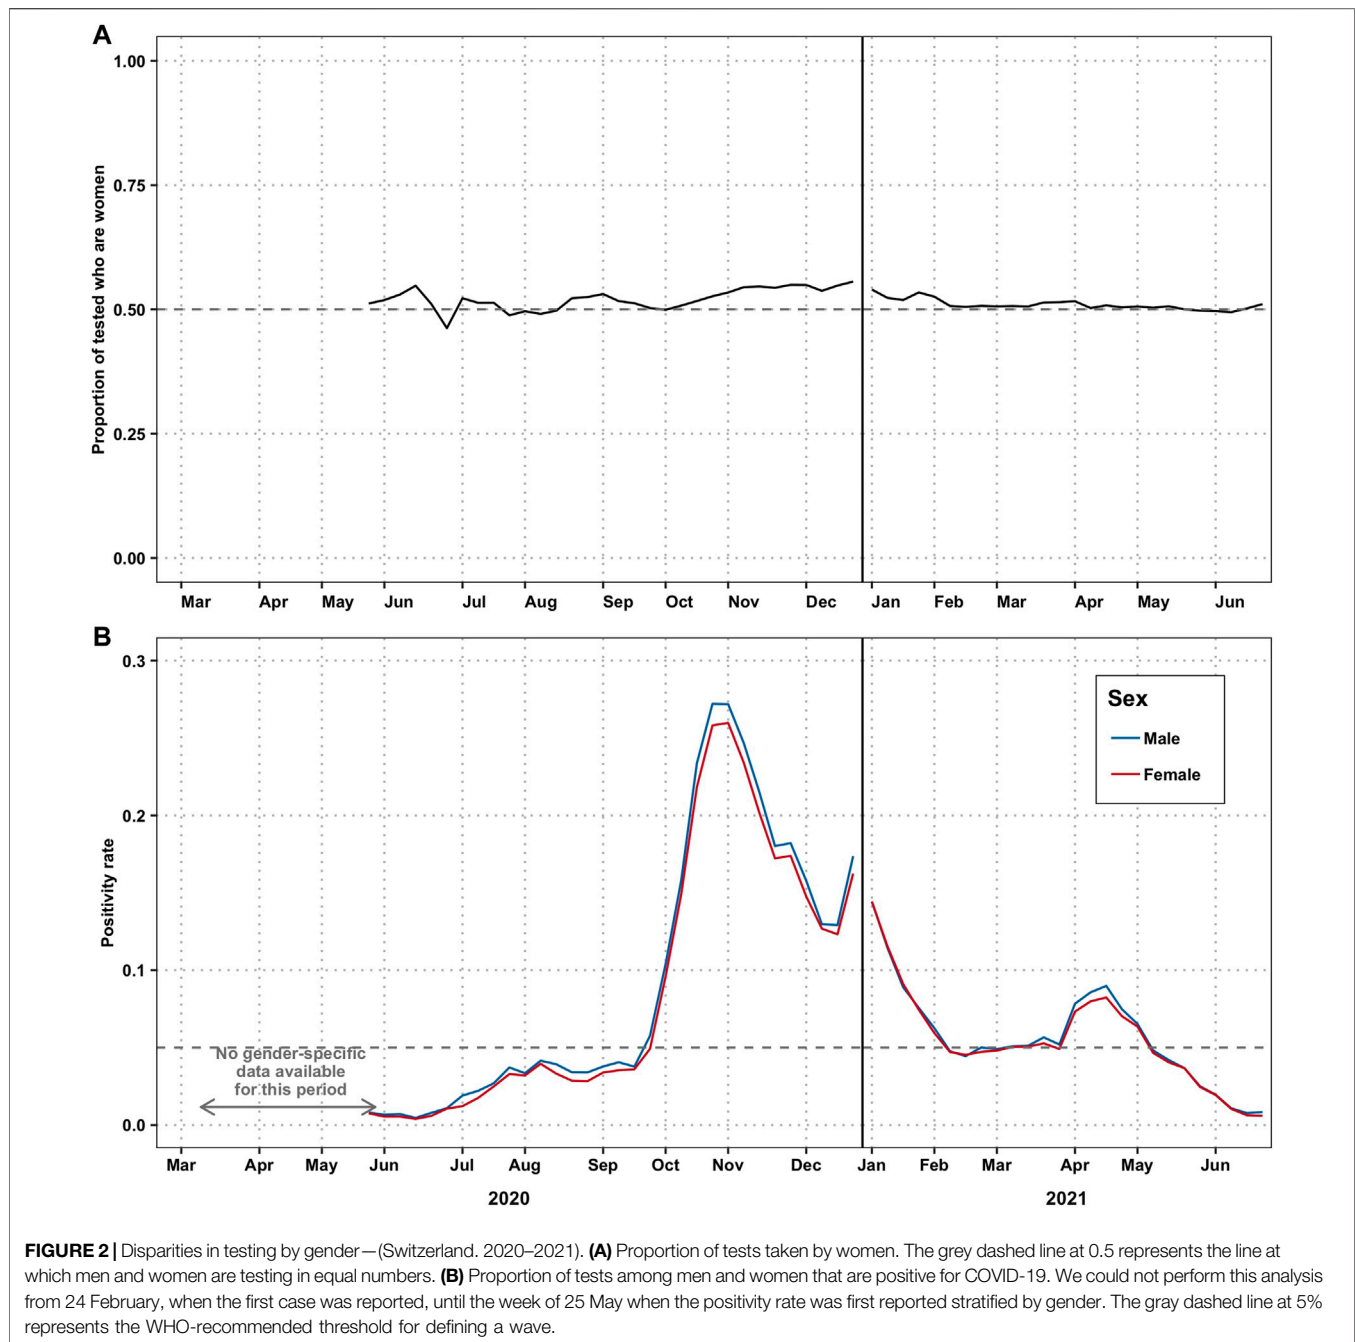 A
1.00
0.75
0.50
0.25
0.00
Proportion of tested who are women
Mar Apr May Jun Jul Aug Sep Oct Nov Dec Jan Feb Mar Apr May Jun
B
0.3
0.2
0.1
0.0
Positivity rate
Sex
Male
Female
No gender-specific
data available
for this period
Mar Apr May Jun Jul Aug Sep Oct Nov Dec Jan Feb Mar Apr May Jun
2020 2021
FIGURE 2 | Disparities in testing by gender—(Switzerland. 2020–2021). (A) Proportion of tests taken by women. The grey dashed line at 0.5 represents the line at
which men and women are testing in equal numbers. (B) Proportion of tests among men and women that are positive for COVID-19. We could not perform this analysis
from 24 February, when the first case was reported, until the week of 25 May when the positivity rate was first reported stratified by gender. The gray dashed line at 5%
represents the WHO-recommended threshold for defining a wave.